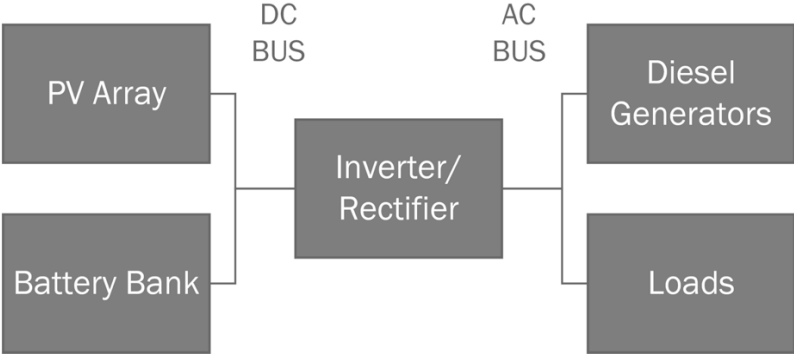 DC
BUS
AC
BUS
PV Array
Diesel
Generators
Inverter/
Rectifier
Battery Bank
Loads